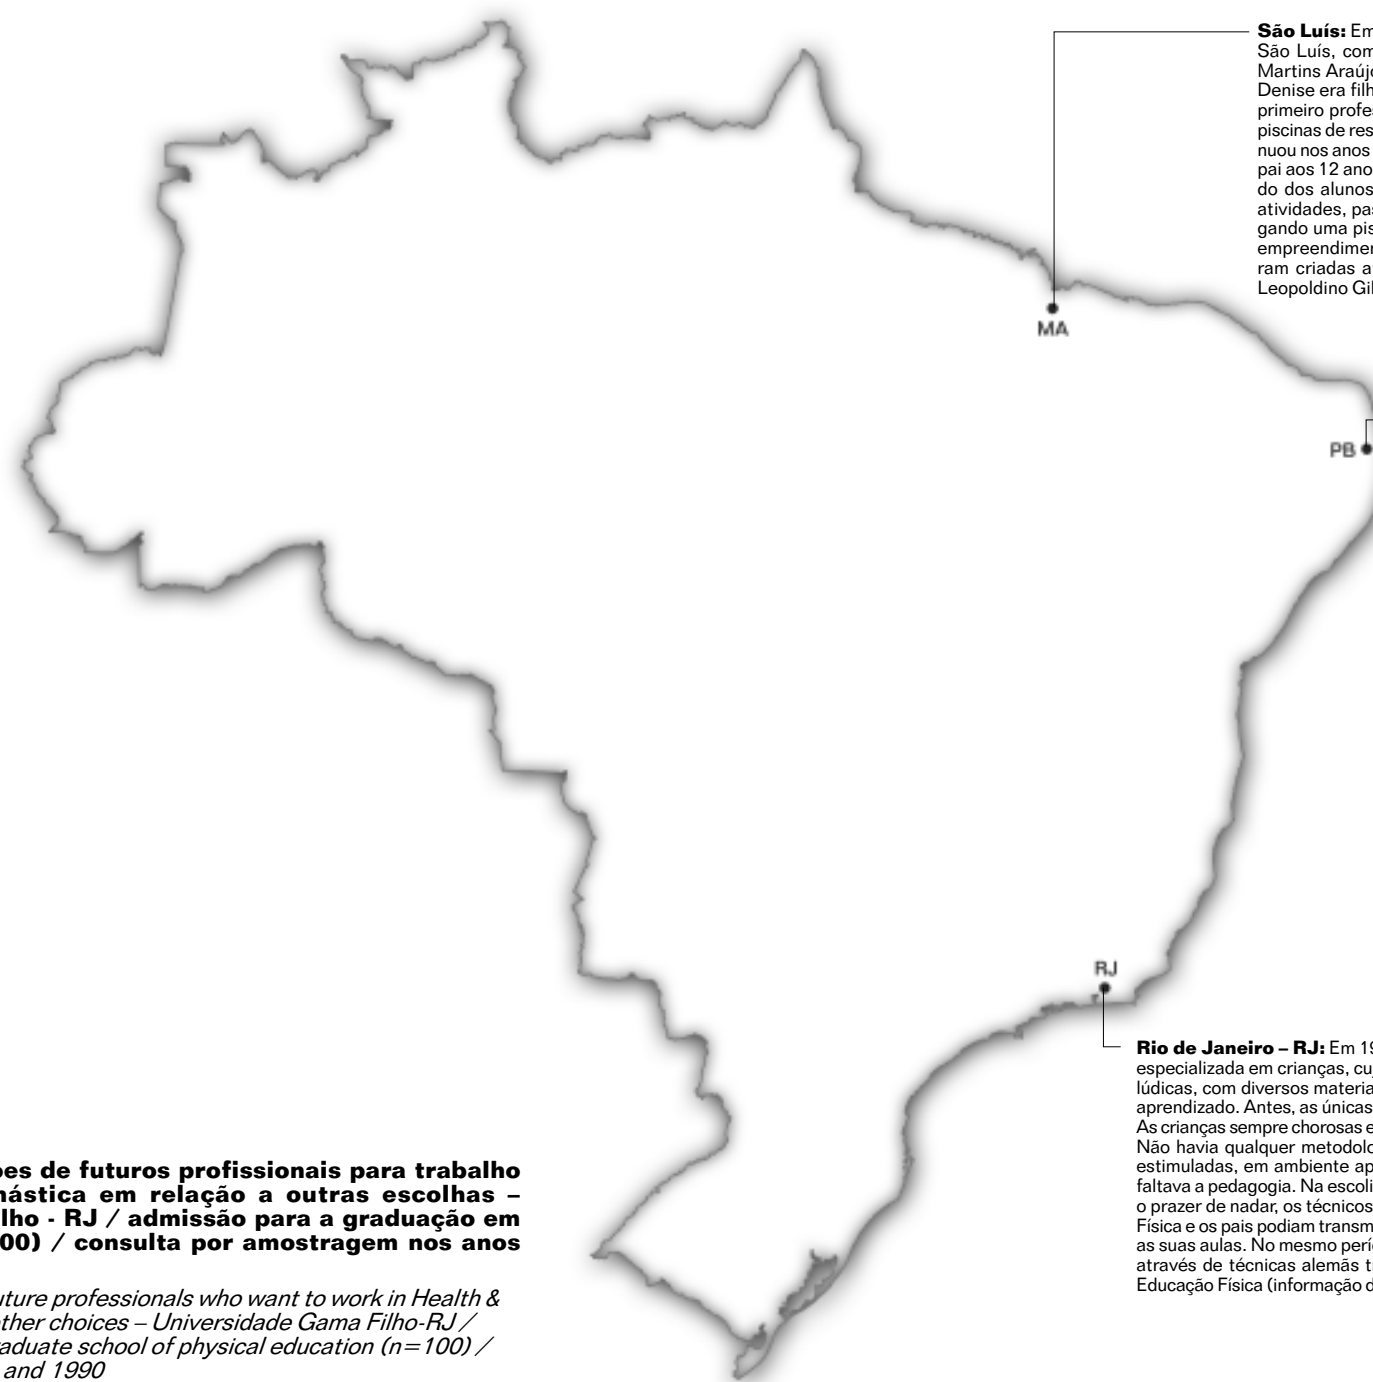 São Luís: Em
São Luís, com
Martins Araújo
Denise era filh
primeiro profes
piscinas de res
nuou nos anos
pai aos 12 ano
do dos alunos
atividades, pas
gando uma pis
empreendimen
ram criadas a
Leopoldino Gil
MA
PB
RJ
Rio de Janeiro – RJ: Em 19
especializada em crianças, cu
lúdicas, com diversos materia
aprendizado. Antes, as únicas
As crianças sempre chorosas e
Não havia qualquer metodolo
estimuladas, em ambiente ap
faltava a pedagogia. Na escoli
o prazer de nadar, os técnicos
Física e os pais podiam transm
as suas aulas. No mesmo perío
através de técnicas alemãs t
Educação Física (informação d
ões de futuros profissionais para trabalho
nástica em relação a outras escolhas –
lho - RJ / admissão para a graduação em
00) / consulta por amostragem nos anos
uture professionals who want to work in Health &
other choices – Universidade Gama Filho-RJ /
raduate school of physical education (n=100) /
and 1990